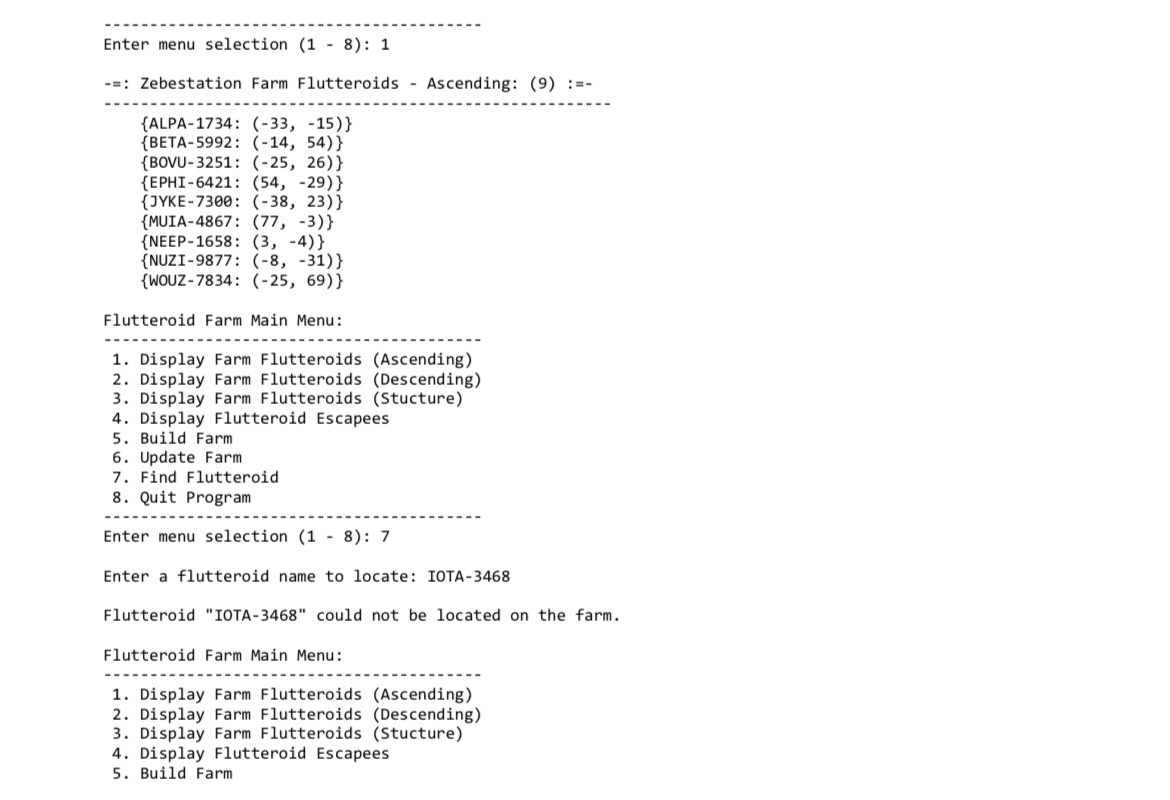 -----------------------------------------
Enter menu selection (1 - 8): 1
-=: Zebestation Farm Flutteroids - Ascending: (9) :=-
-------------------------------------------------------
{ALPA-1734: (-33, -15)}
{BETA-5992: (-14, 54)}
{BOVU-3251: (-25, 26)}
{EPHI-6421: (54, -29)}
{JYKE-7300: (-38, 23)}
{MUIA-4867: (77, -3)}
{NEEP-1658: (3, -4)}
{NUZI-9877: (-8, -31)}
{WOUZ-7834: (-25, 69)}
Flutteroid Farm Main Menu:
-----------------------------------------
1. Display Farm Flutteroids (Ascending)
2. Display Farm Flutteroids (Descending)
3. Display Farm Flutteroids (Stucture)
4. Display Flutteroid Escapees
5. Build Farm
6. Update Farm
7. Find Flutteroid
8. Quit Program
-----------------------------------------
Enter menu selection (1 - 8): 7
Enter a flutteroid name to locate: IOTA-3468
Flutteroid "IOTA-3468" could not be located on the farm.
Flutteroid Farm Main Menu:
-----------------------------------------
1. Display Farm Flutteroids (Ascending)
2. Display Farm Flutteroids (Descending)
3. Display Farm Flutteroids (Stucture)
4. Display Flutteroid Escapees
5. Build Farm